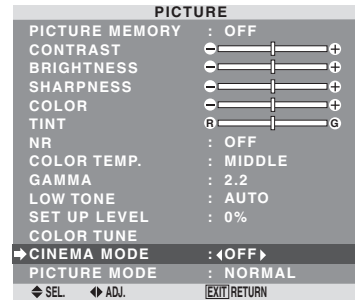 PICTURE
PICTURE MEMORY : OFF
CONTRAST
BRIGHTNESS
SHARPNESS
COLOR
TINT R G
NR : OFF
COLOR TEMP. : MIDDLE
GAMMA : 2.2
LOW TONE : AUTO
SET UP LEVEL : 0%
COLOR TUNE
CINEMA MODE : OFF
PICTURE MODE : NORMAL
SEL. ADJ. EXIT RETURN